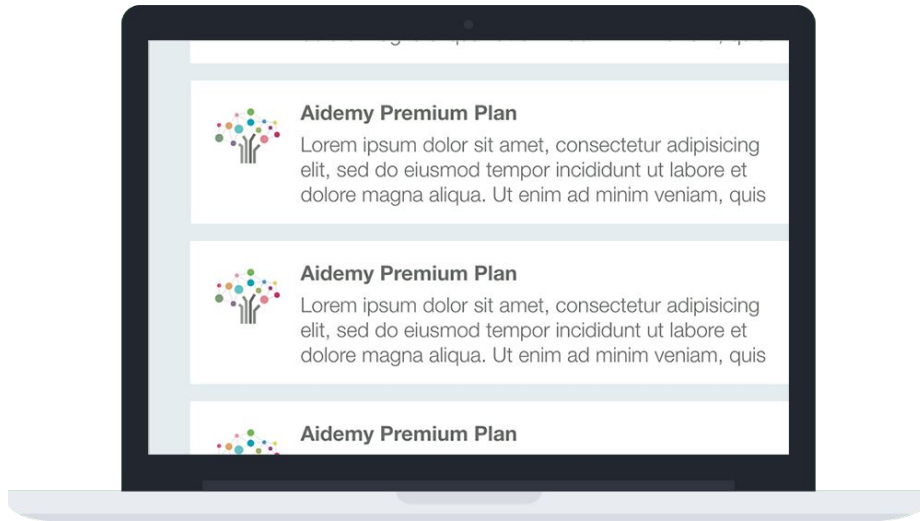 Aidemy Premium Plan
Lorem ipsum dolor sit amet, consectetur adipisicing
elit, sed do eiusmod tempor incididunt ut labore et
dolore magna aliqua. Ut enim ad minim veniam, quis
Aidemy Premium Plan
Lorem ipsum dolor sit amet, consectetur adipisicing
elit, sed do eiusmod tempor incididunt ut labore et
dolore magna aliqua. Ut enim ad minim veniam, quis
Aidemy Premium Plan